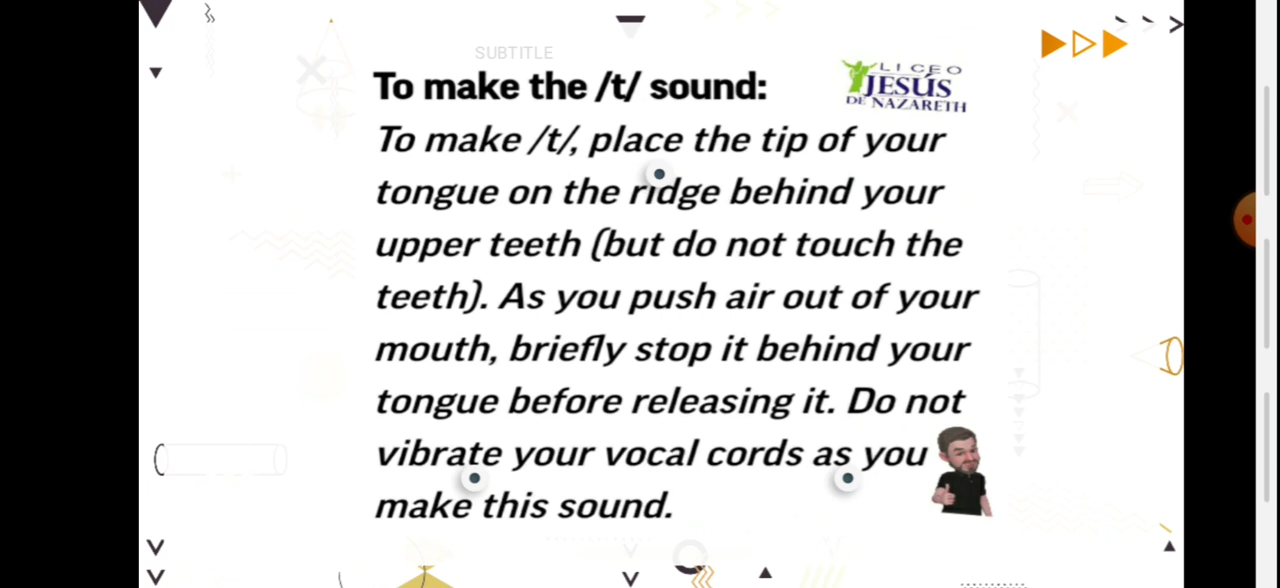 SUBTITLE
To make the /t/ sound:
LICEO
JESÚS
DE NAZARETH
To make /t/, place the tip of your
tongue on the ridge behind your
upper teeth (but do not touch the
teeth). As you push air out of your
mouth, briefly stop it behind your
tongue before releasing it. Do not
vibrate your vocal cords as you
make this sound.